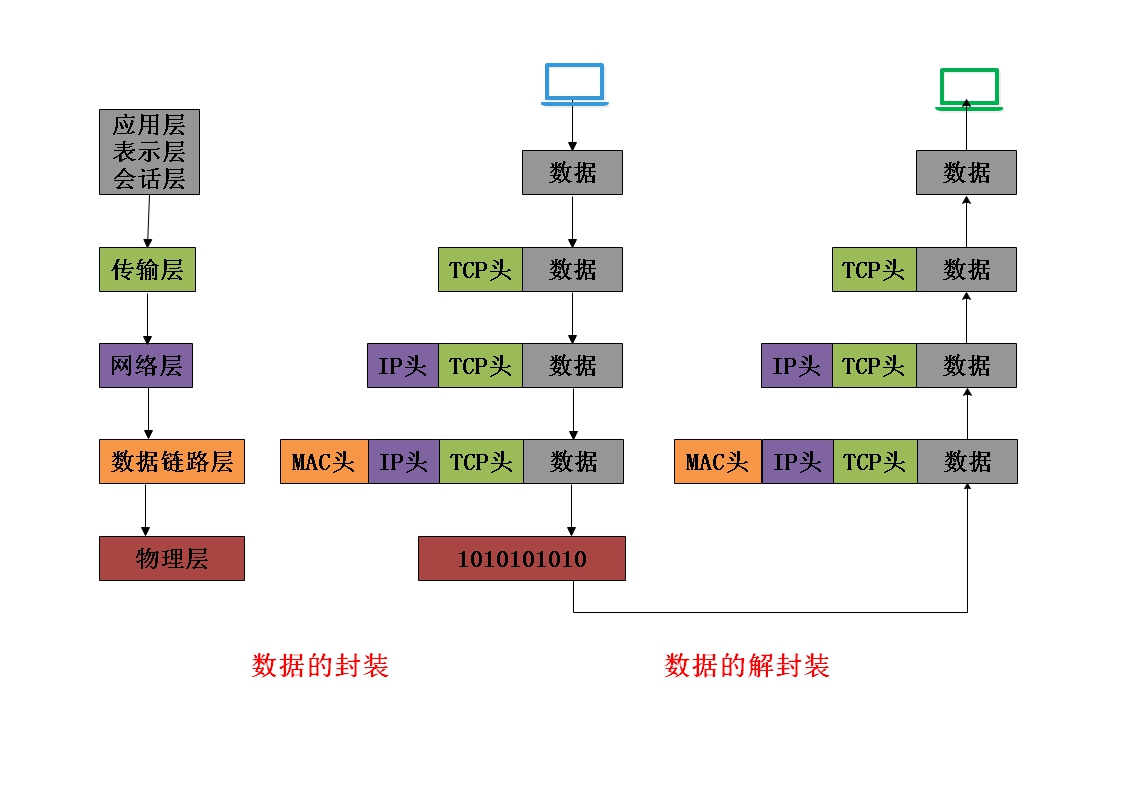 应用层
表示层
会话层
数据
数据
传输层
TCP头 数据
TCP头 数据
网络层
IP头 TCP头 数据
IP头 TCP头 数据
数据链路层
MAC头 IP头 TCP头 数据
MAC头 IP头 TCP头 数据
物理层
1010101010
数据的封装
数据的解封装